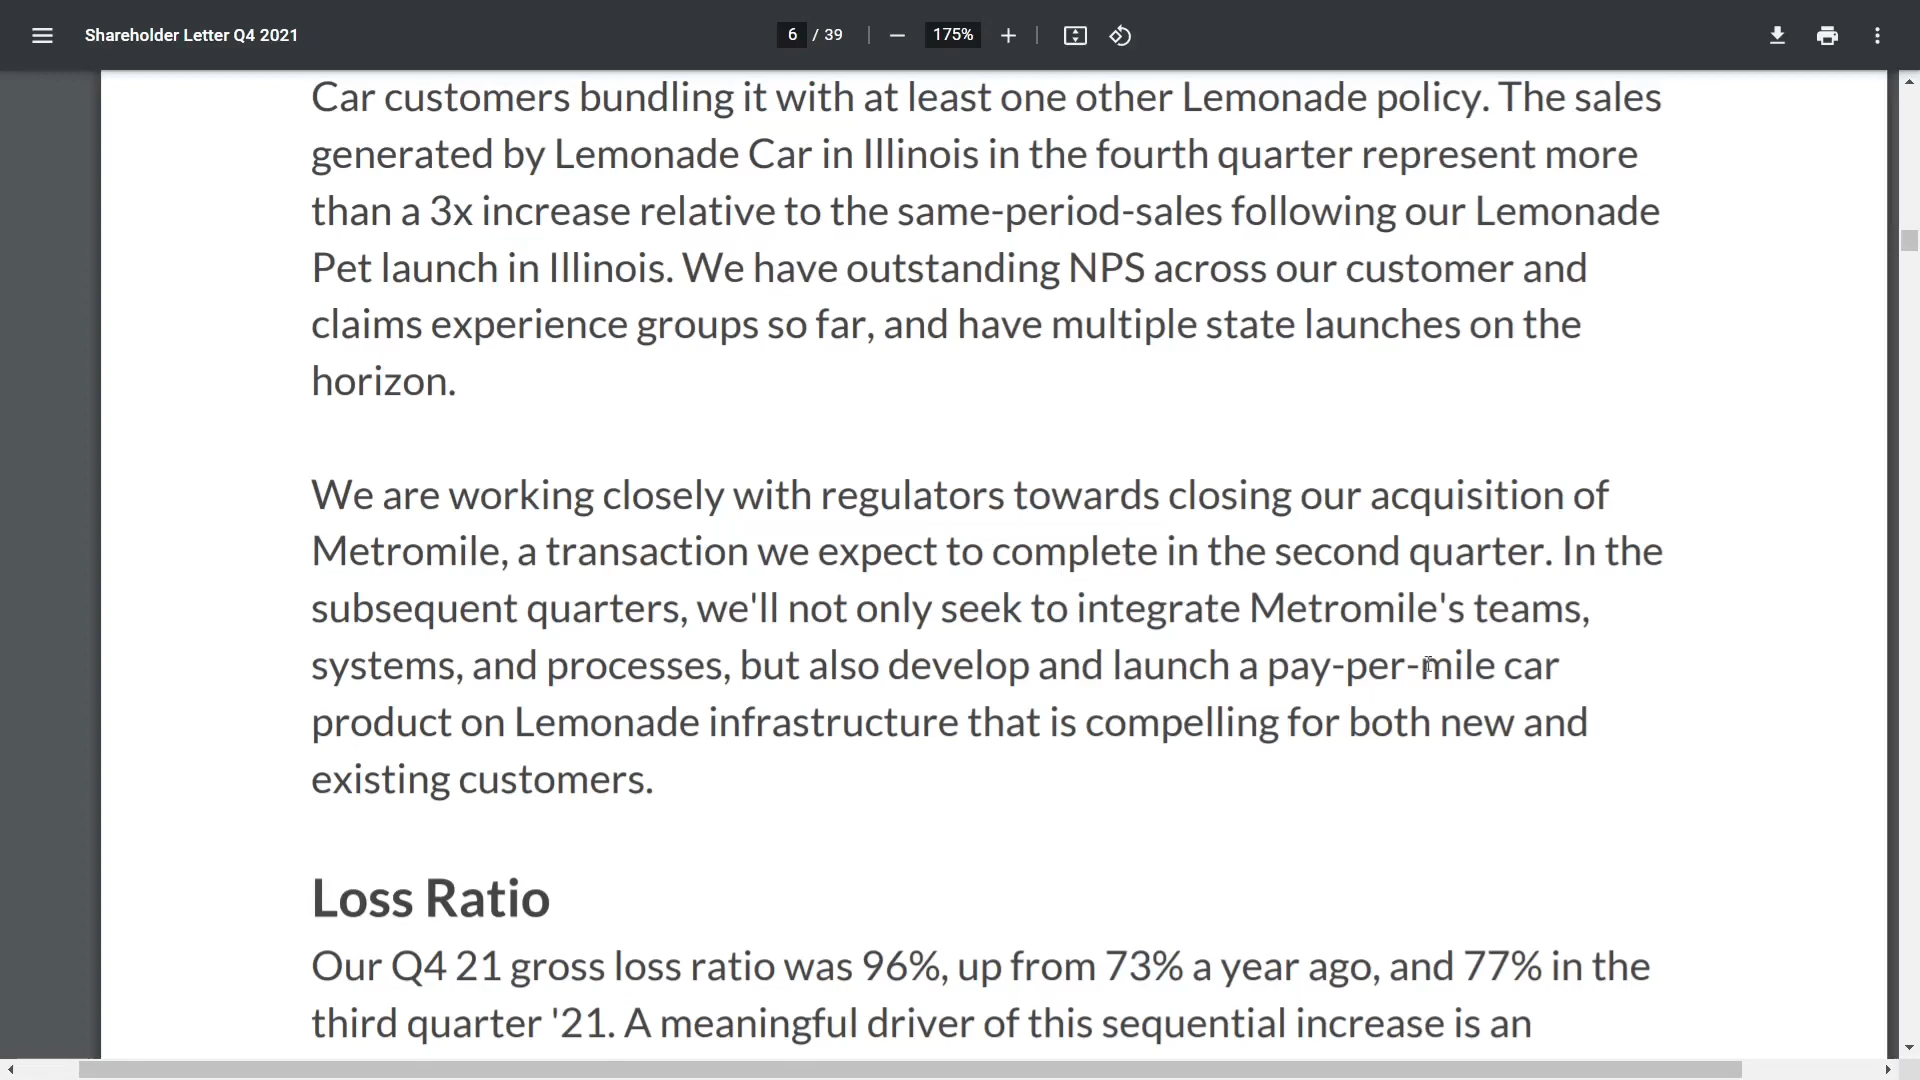 Shareholder Letter Q4 2021
6 / 39
175%
Car customers bundling it with at least one other Lemonade policy. The sales
generated by Lemonade Car in Illinois in the fourth quarter represent more
than a 3x increase relative to the same-period-sales following our Lemonade
Pet launch in Illinois. We have outstanding NPS across our customer and
claims experience groups so far, and have multiple state launches on the
horizon.
We are working closely with regulators towards closing our acquisition of
Metromile, a transaction we expect to complete in the second quarter. In the
subsequent quarters, we'll not only seek to integrate Metromile's teams,
systems, and processes, but also develop and launch a pay-per-mile car
product on Lemonade infrastructure that is compelling for both new and
existing customers.
Loss Ratio
Our Q4 21 gross loss ratio was 96%, up from 73% a year ago, and 77% in the
third quarter '21. A meaningful driver of this sequential increase is an